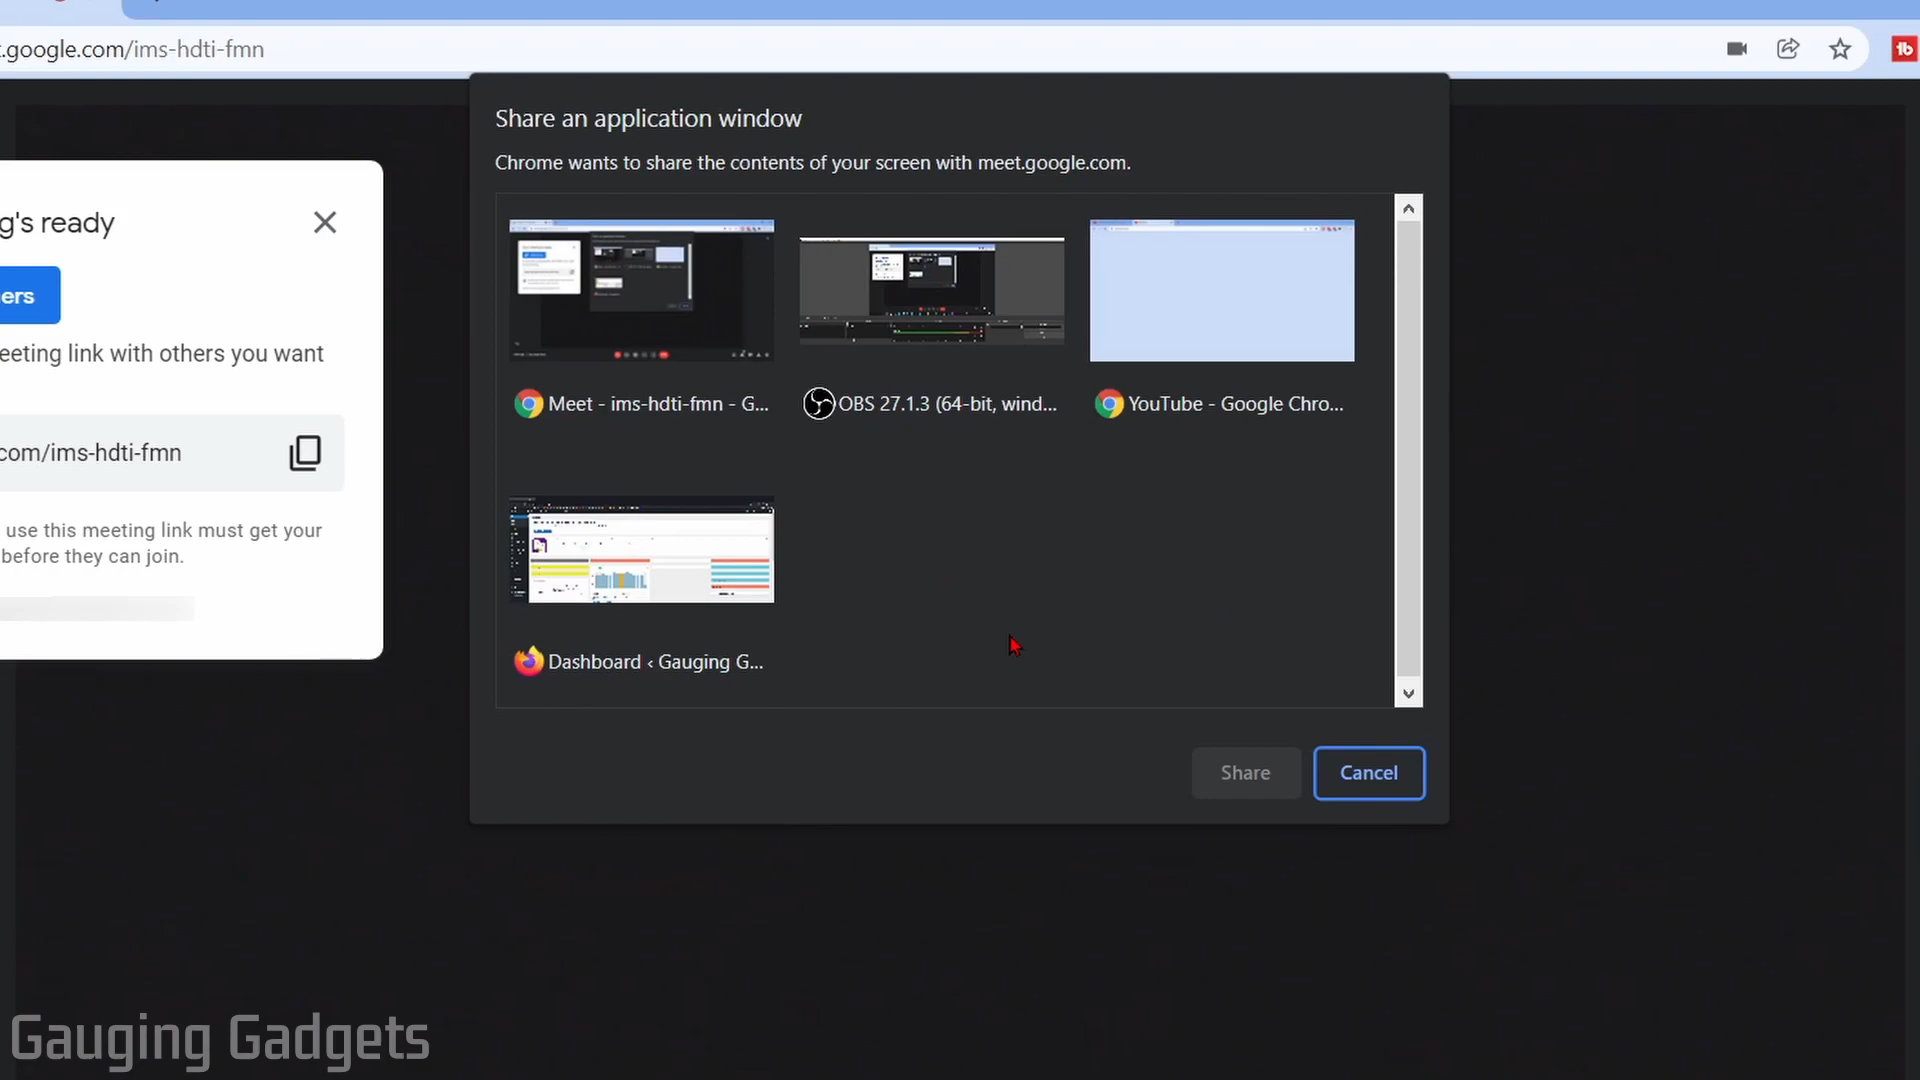 .google.com/ims-hdti-fmn
Share an application window
Chrome wants to share the contents of your screen with meet.google.com.
g's ready
ers
eeting link with others you want
com/ims-hdti-fmn
use this meeting link must get your
before they can join.
Meet - ims-hdti-fmn - G...
OBS 27.1.3 (64-bit, wind...
YouTube - Google Chro...
Dashboard ‹ Gauging G...
Share
Cancel
Gauging Gadgets